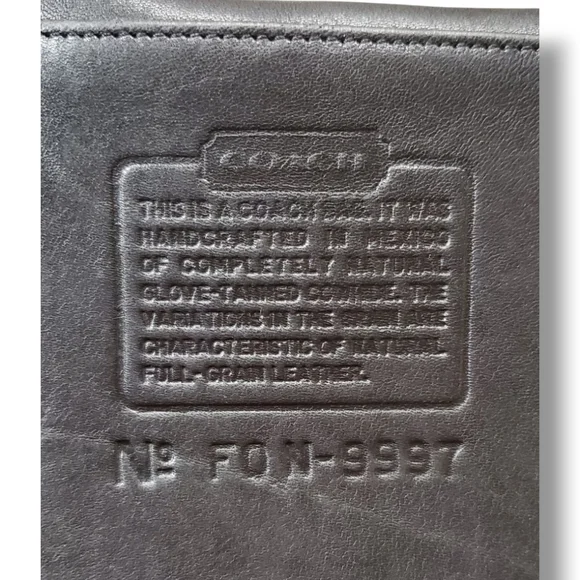 COACH
THIS IS A COACH BAG. IT WAS
HANDCRAFTED IN MEXICO
OF COMPLETELY NATURAL
GLOVE-TANNED COWHIDE. THE
VARIATIONS IN THE GRAIN ARE
CHARACTERISTIC OF NATURAL
FULL-GRAIN LEATHER.
Nº FON-9997